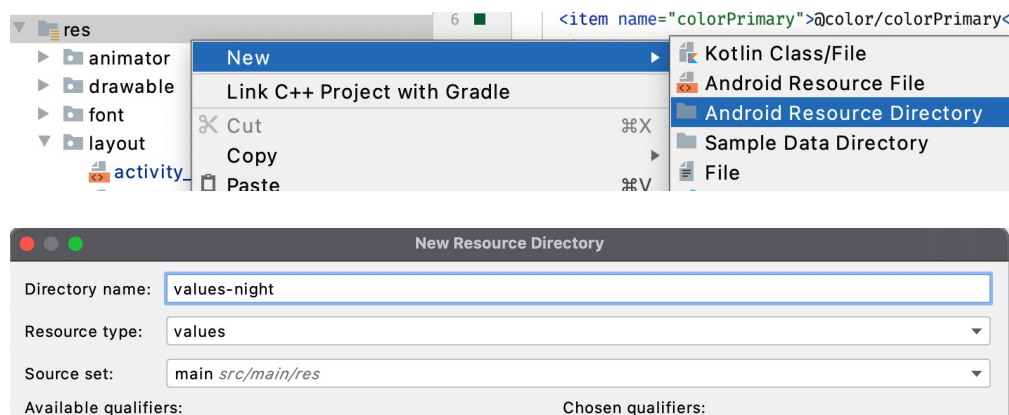 6 <item name="colorPrimary">@color/colorPrimary<
res
animator
drawable
font
layout
activity_
New
Link C++ Project with Gradle
Cut ⌘X
Copy
Paste ⌘V
Kotlin Class/File
Android Resource File
Android Resource Directory
Sample Data Directory
File
New Resource Directory
Directory name: values-night
Resource type: values
Source set: main src/main/res
Available qualifiers: Chosen qualifiers: